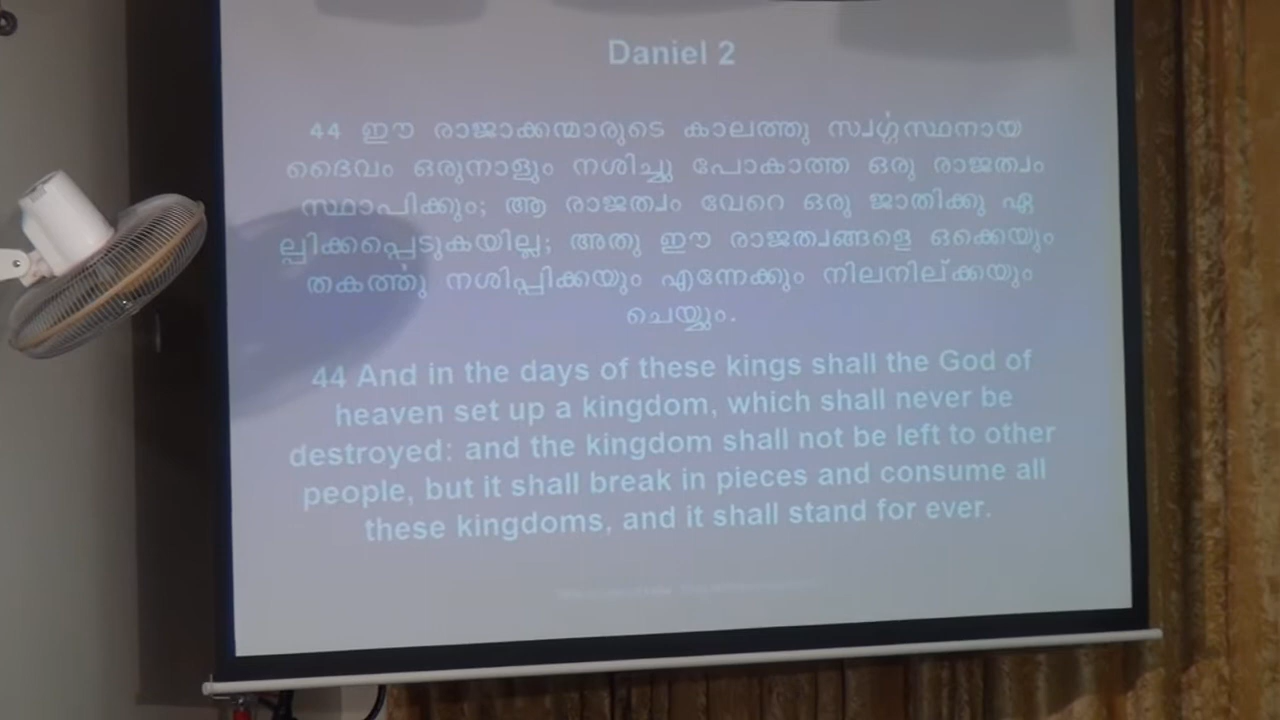 Daniel 2
44 ഈ രാജാക്കന്മാരുടെ കാലത്തു സ്വർഗ്ഗസ്ഥനായ
ദൈവം ഒരുനാളും നശിച്ചു പോകാത്ത ഒരു രാജത്വം
സ്ഥാപിക്കും; ആ രാജത്വം വേറെ ഒരു ജാതിക്കു ഏ
ല്പിക്കപ്പെടുകയില്ല; അതു ഈ രാജത്വങ്ങളെ ഒക്കെയും
തകർത്തു നശിപ്പിക്കയും എന്നേക്കും നിലനില്ക്കയും
ചെയ്യും.
44 And in the days of these kings shall the God of
heaven set up a kingdom, which shall never be
destroyed: and the kingdom shall not be left to other
people, but it shall break in pieces and consume all
these kingdoms, and it shall stand for ever.